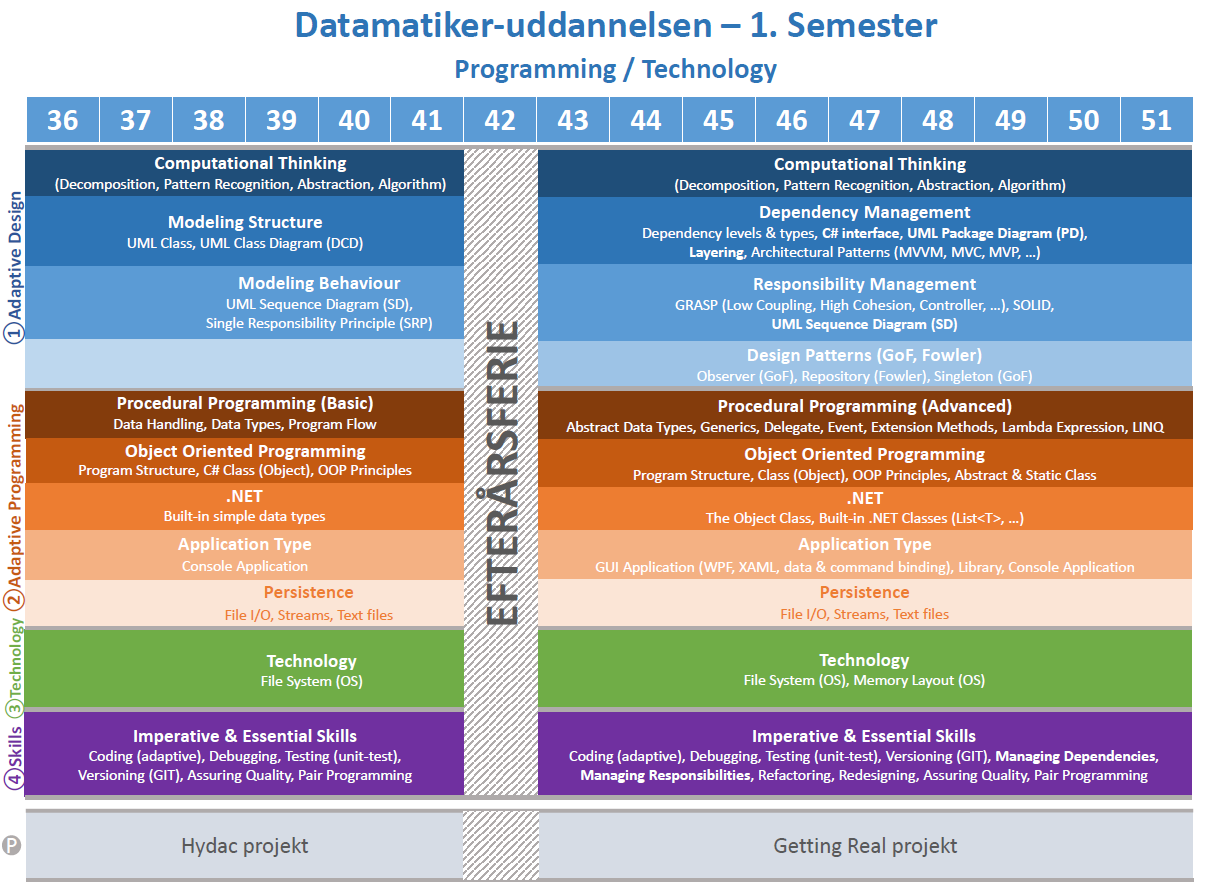 Datamatiker-uddannelsen – 1. Semester
Programming / Technology
36 37 38 39 40 41 42 43 44 45 46 47 48 49 50 51
1 Adaptive Design
Computational Thinking
(Decomposition, Pattern Recognition, Abstraction, Algorithm)
Modeling Structure
UML Class, UML Class Diagram (DCD)
Modeling Behaviour
UML Sequence Diagram (SD),
Single Responsibility Principle (SRP)
2 Adaptive Programming
Procedural Programming (Basic)
Data Handling, Data Types, Program Flow
Object Oriented Programming
Program Structure, C# Class (Object), OOP Principles
.NET
Built-in simple data types
Application Type
Console Application
Persistence
File I/O, Streams, Text files
3 Technology
Technology
File System (OS)
4 Skills
Imperative & Essential Skills
Coding (adaptive), Debugging, Testing (unit-test),
Versioning (GIT), Assuring Quality, Pair Programming
P
Hydac projekt
EFTERÅRSFERIE
Computational Thinking
(Decomposition, Pattern Recognition, Abstraction, Algorithm)
Dependency Management
Dependency levels & types, C# interface, UML Package Diagram (PD),
Layering, Architectural Patterns (MVVM, MVC, MVP, …)
Responsibility Management
GRASP (Low Coupling, High Cohesion, Controller, …), SOLID,
UML Sequence Diagram (SD)
Design Patterns (GoF, Fowler)
Observer (GoF), Repository (Fowler), Singleton (GoF)
Procedural Programming (Advanced)
Abstract Data Types, Generics, Delegate, Event, Extension Methods, Lambda Expression, LINQ
Object Oriented Programming
Program Structure, Class (Object), OOP Principles, Abstract & Static Class
.NET
The Object Class, Built-in .NET Classes (List<T>, …)
Application Type
GUI Application (WPF, XAML, data & command binding), Library, Console Application
Persistence
File I/O, Streams, Text files
Technology
File System (OS), Memory Layout (OS)
Imperative & Essential Skills
Coding (adaptive), Debugging, Testing (unit-test), Versioning (GIT), Managing Dependencies,
Managing Responsibilities, Refactoring, Redesigning, Assuring Quality, Pair Programming
Getting Real projekt